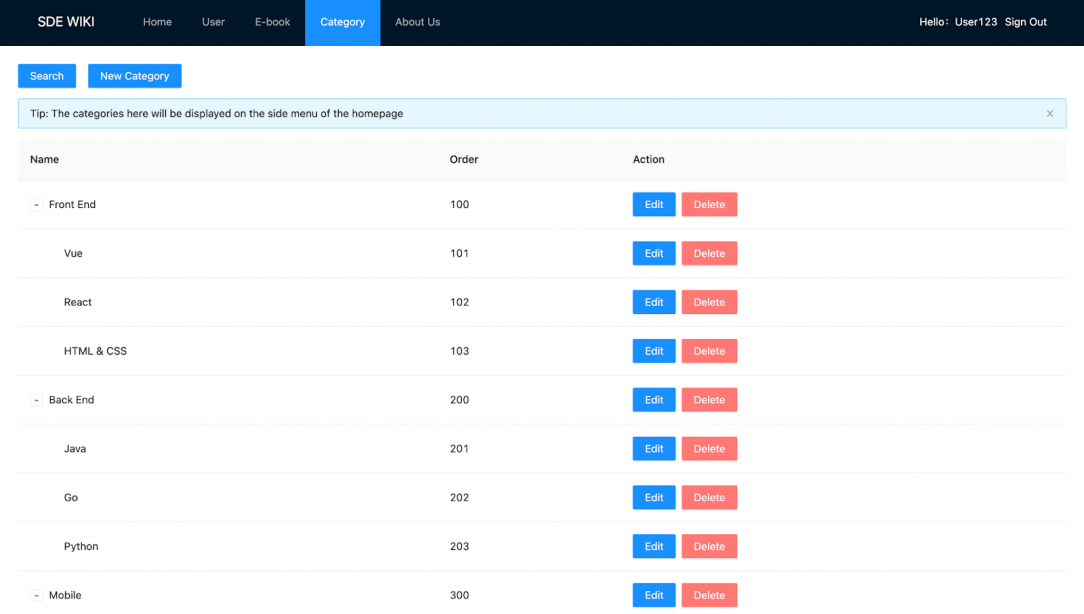 SDE WIKI Home User E-book Category About Us Hello: User123 Sign Out
Search New Category
Tip: The categories here will be displayed on the side menu of the homepage
Name Order Action
- Front End 100 Edit Delete
Vue 101 Edit Delete
React 102 Edit Delete
HTML & CSS 103 Edit Delete
- Back End 200 Edit Delete
Java 201 Edit Delete
Go 202 Edit Delete
Python 203 Edit Delete
- Mobile 300 Edit Delete